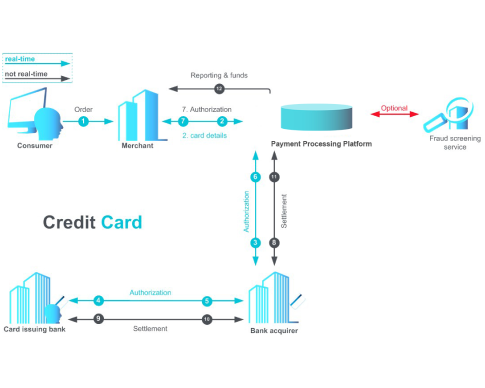 real-time
not real-time
Reporting & funds
12
Order
7. Authorization
Optional
1
7
2
2. card details
Consumer
Merchant
Payment Processing Platform
Fraud screening
service
6
11
Authorization
Settlement
3
8
Credit Card
Authorization
4
5
9
10
Settlement
Card issuing bank
Bank acquirer